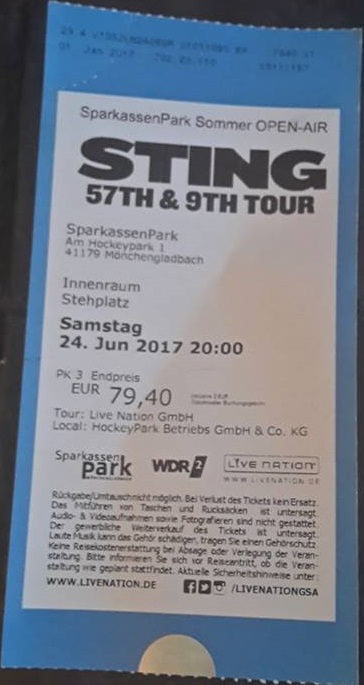 01 Jan 2017
SparkassenPark Sommer OPEN-AIR
STING
57TH & 9TH TOUR
SparkassenPark
Am Hockeypark 1
41179 Mönchengladbach
Innenraum
Stehplatz
Samstag
24. Jun 2017 20:00
PK 3 Endpreis
EUR 79,40
Tour: Live Nation GmbH
Local: HockeyPark Betriebs GmbH & Co. KG
Sparkassen park
WDR 2
LIVE NATION
WWW.LIVENATION.DE
Rückgabe/Umtausch nicht möglich. Bei Verlust des Tickets kein Ersatz.
Das Mitführen von Taschen und Rucksäcken ist untersagt.
Audio- & Videoaufnahmen sowie Fotografieren sind nicht gestattet.
Der gewerbliche Weiterverkauf des Tickets ist untersagt.
Laute Musik kann das Gehör schädigen, tragen Sie einen Gehörschutz.
Keine Reisekostenerstattung bei Absage oder Verlegung der Veran-
staltung. Bitte informieren Sie sich vor Reiseantritt, ob die Veran-
staltung wie geplant stattfindet. Aktuelle Sicherheitshinweise unter:
WWW.LIVENATION.DE /LIVENATIONGSA